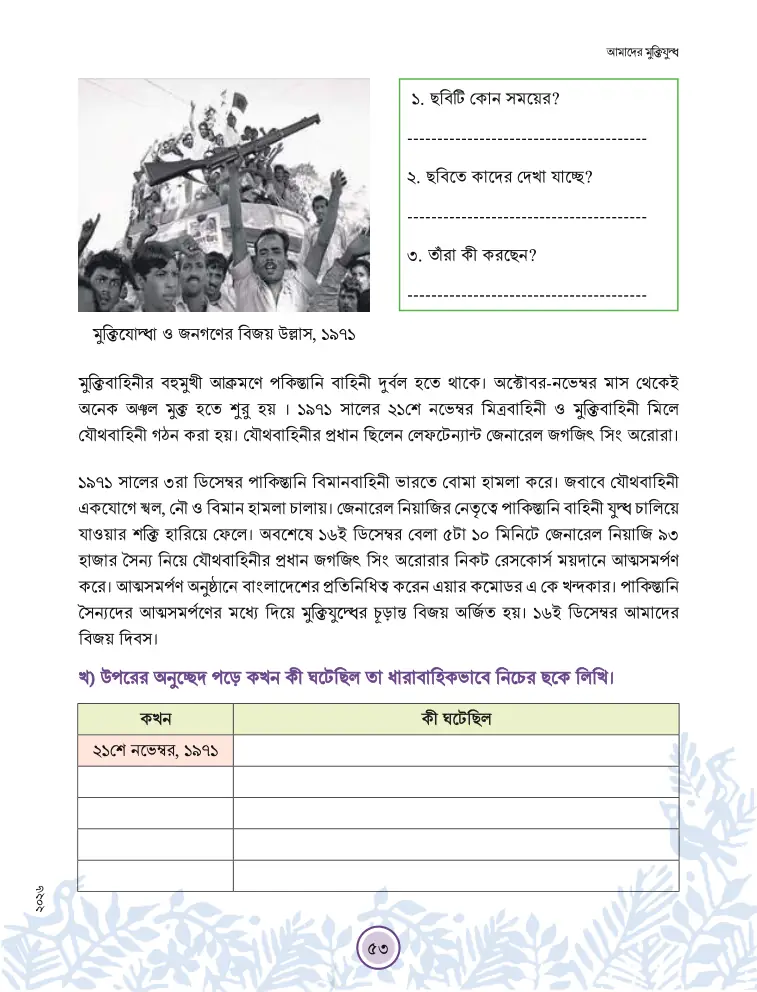 আমাদের মুক্তিযুদ্ধ
১. ছবিটি কোন সময়ের?
----------------------------------------
২. ছবিতে কাদের দেখা যাচ্ছে?
----------------------------------------
৩. তাঁরা কী করছেন?
----------------------------------------
মুক্তিযোদ্ধা ও জনগণের বিজয় উল্লাস, ১৯৭১
মুক্তিবাহিনীর বহুমুখী আক্রমণে পকিস্তানি বাহিনী দুর্বল হতে থাকে। অক্টোবর-নভেম্বর মাস থেকেই
অনেক অঞ্চল মুক্ত হতে শুরু হয় । ১৯৭১ সালের ২১শে নভেম্বর মিত্রবাহিনী ও মুক্তিবাহিনী মিলে
যৌথবাহিনী গঠন করা হয়। যৌথবাহিনীর প্রধান ছিলেন লেফটেন্যান্ট জেনারেল জগজিৎ সিং অরোরা।
১৯৭১ সালের ৩রা ডিসেম্বর পাকিস্তানি বিমানবাহিনী ভারতে বোমা হামলা করে। জবাবে যৌথবাহিনী
একযোগে স্থল, নৌ ও বিমান হামলা চালায়। জেনারেল নিয়াজির নেতৃত্বে পাকিস্তানি বাহিনী যুদ্ধ চালিয়ে
যাওয়ার শক্তি হারিয়ে ফেলে। অবশেষে ১৬ই ডিসেম্বর বেলা ৫টা ১০ মিনিটে জেনারেল নিয়াজি ৯৩
হাজার সৈন্য নিয়ে যৌথবাহিনীর প্রধান জগজিৎ সিং অরোরার নিকট রেসকোর্স ময়দানে আত্মসমর্পণ
করে। আত্মসমর্পণ অনুষ্ঠানে বাংলাদেশের প্রতিনিধিত্ব করেন এয়ার কমোডর এ কে খন্দকার। পাকিস্তানি
সৈন্যদের আত্মসমর্পণের মধ্যে দিয়ে মুক্তিযুদ্ধের চূড়ান্ত বিজয় অর্জিত হয়। ১৬ই ডিসেম্বর আমাদের
বিজয় দিবস।
খ) উপরের অনুচ্ছেদ পড়ে কখন কী ঘটেছিল তা ধারাবাহিকভাবে নিচের ছকে লিখি।
কখন
কী ঘটেছিল
২১শে নভেম্বর, ১৯৭১
২০২৬
৫৩